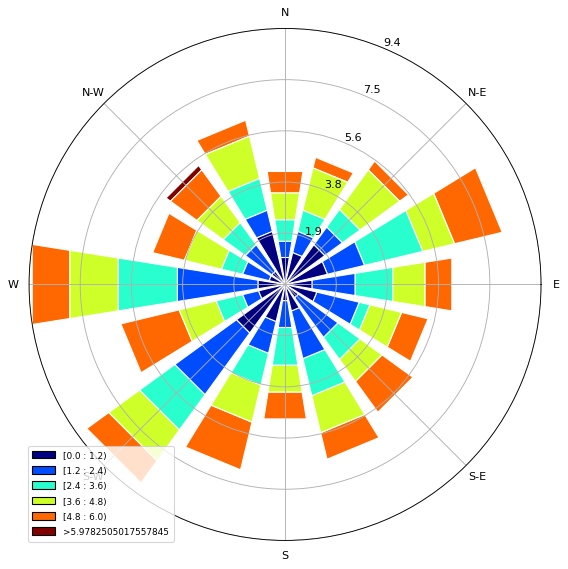 N
9.4
7.5
N-W
N-E
5.6
3.8
1.9
W
E
[0.0 : 1.2)
[1.2 : 2.4)
[2.4 : 3.6)
S-W
S-E
[3.6 : 4.8)
[4.8 : 6.0)
>5.9782505017557845
S